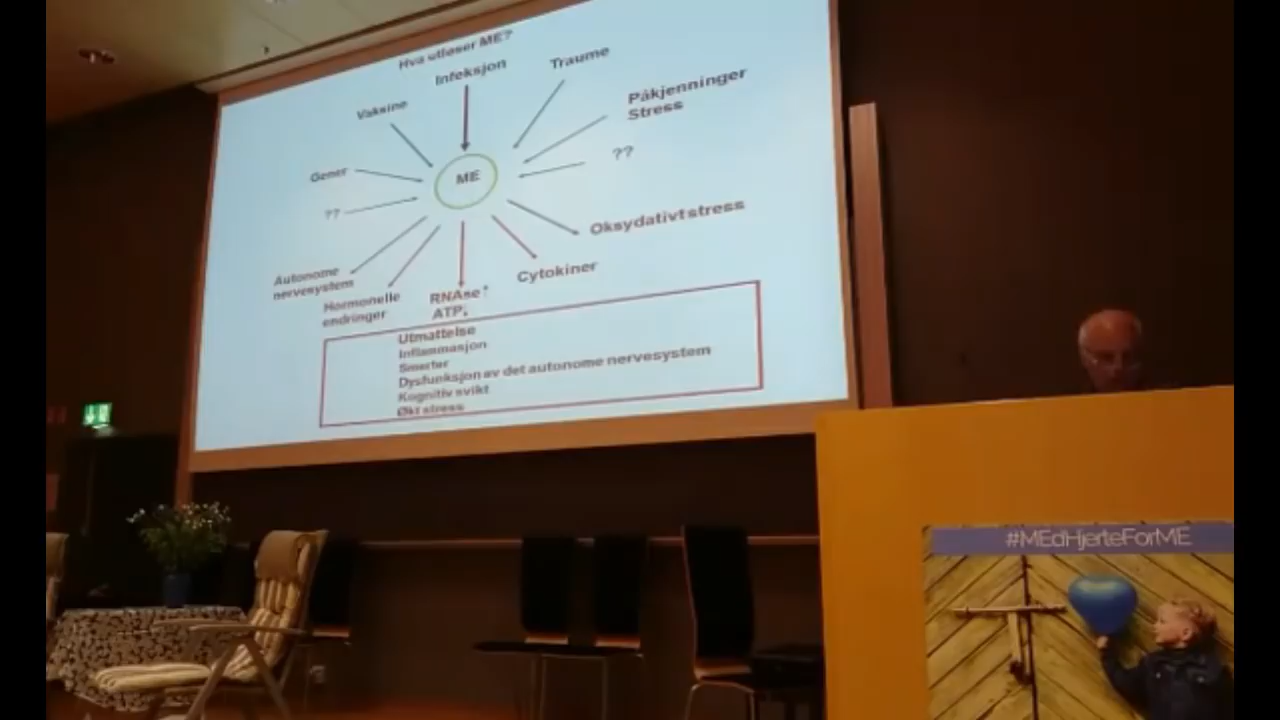 Hva utløser ME?
Infeksjon
Traume
Vaksine
Påkjenninger
Stress
Gener
??
ME
??
Oksydativt stress
Autonome
nervesystem
Hormonelle
endringer
RNAse↑
ATP↓
Cytokiner
Utmattelse
Inflammasjon
Smerter
Dysfunksjon av det autonome nervesystem
Kognitiv svikt
Økt stress
#MEdHjerteForME